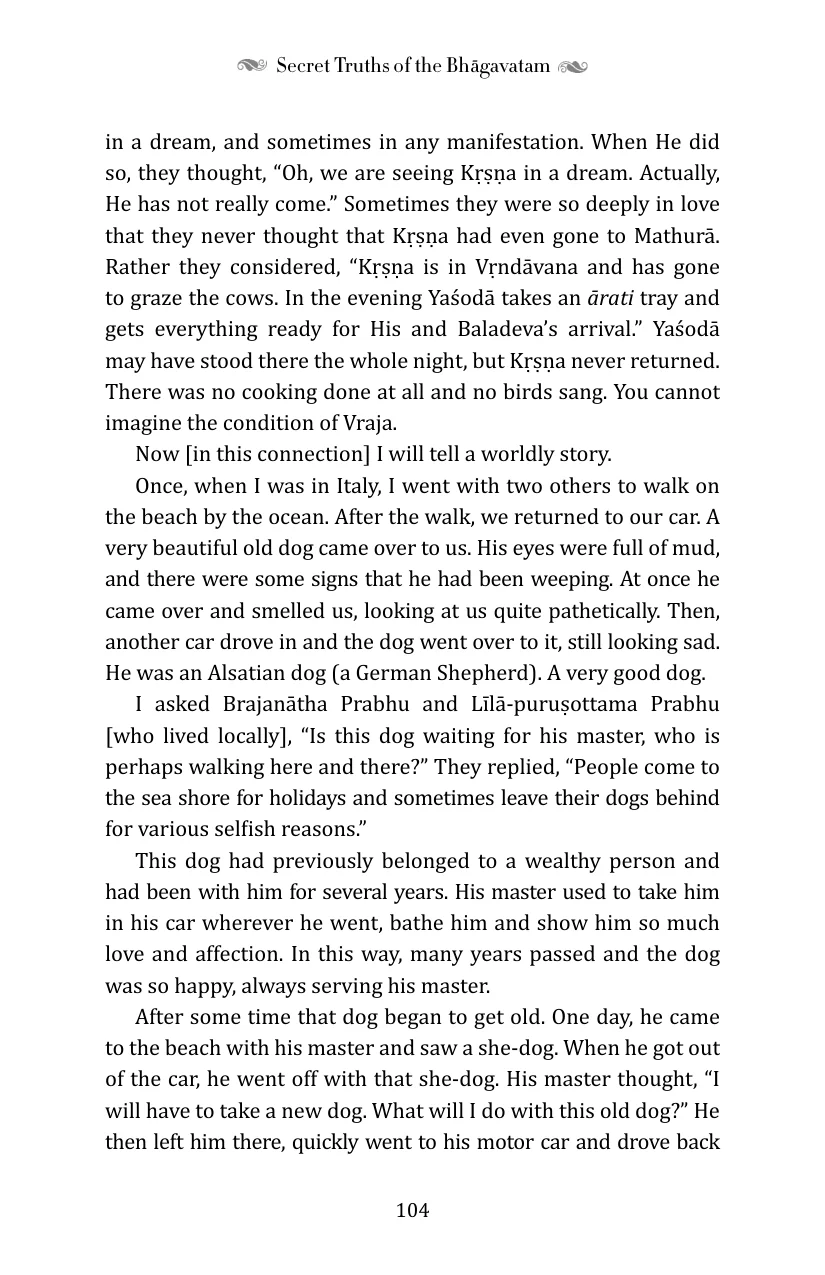 Secret Truths of the Bhāgavatam
in a dream, and sometimes in any manifestation. When He did
so, they thought, “Oh, we are seeing Kṛṣṇa in a dream. Actually,
He has not really come.” Sometimes they were so deeply in love
that they never thought that Kṛṣṇa had even gone to Mathurā.
Rather they considered, “Kṛṣṇa is in Vṛndāvana and has gone
to graze the cows. In the evening Yaśodā takes an ārati tray and
gets everything ready for His and Baladeva’s arrival.” Yaśodā
may have stood there the whole night, but Kṛṣṇa never returned.
There was no cooking done at all and no birds sang. You cannot
imagine the condition of Vraja.
Now [in this connection] I will tell a worldly story.
Once, when I was in Italy, I went with two others to walk on
the beach by the ocean. After the walk, we returned to our car. A
very beautiful old dog came over to us. His eyes were full of mud,
and there were some signs that he had been weeping. At once he
came over and smelled us, looking at us quite pathetically. Then,
another car drove in and the dog went over to it, still looking sad.
He was an Alsatian dog (a German Shepherd). A very good dog.
I asked Brajanātha Prabhu and Līlā-puruṣottama Prabhu
[who lived locally], “Is this dog waiting for his master, who is
perhaps walking here and there?” They replied, “People come to
the sea shore for holidays and sometimes leave their dogs behind
for various selfish reasons.”
This dog had previously belonged to a wealthy person and
had been with him for several years. His master used to take him
in his car wherever he went, bathe him and show him so much
love and affection. In this way, many years passed and the dog
was so happy, always serving his master.
After some time that dog began to get old. One day, he came
to the beach with his master and saw a she-dog. When he got out
of the car, he went off with that she-dog. His master thought, “I
will have to take a new dog. What will I do with this old dog?” He
then left him there, quickly went to his motor car and drove back
104